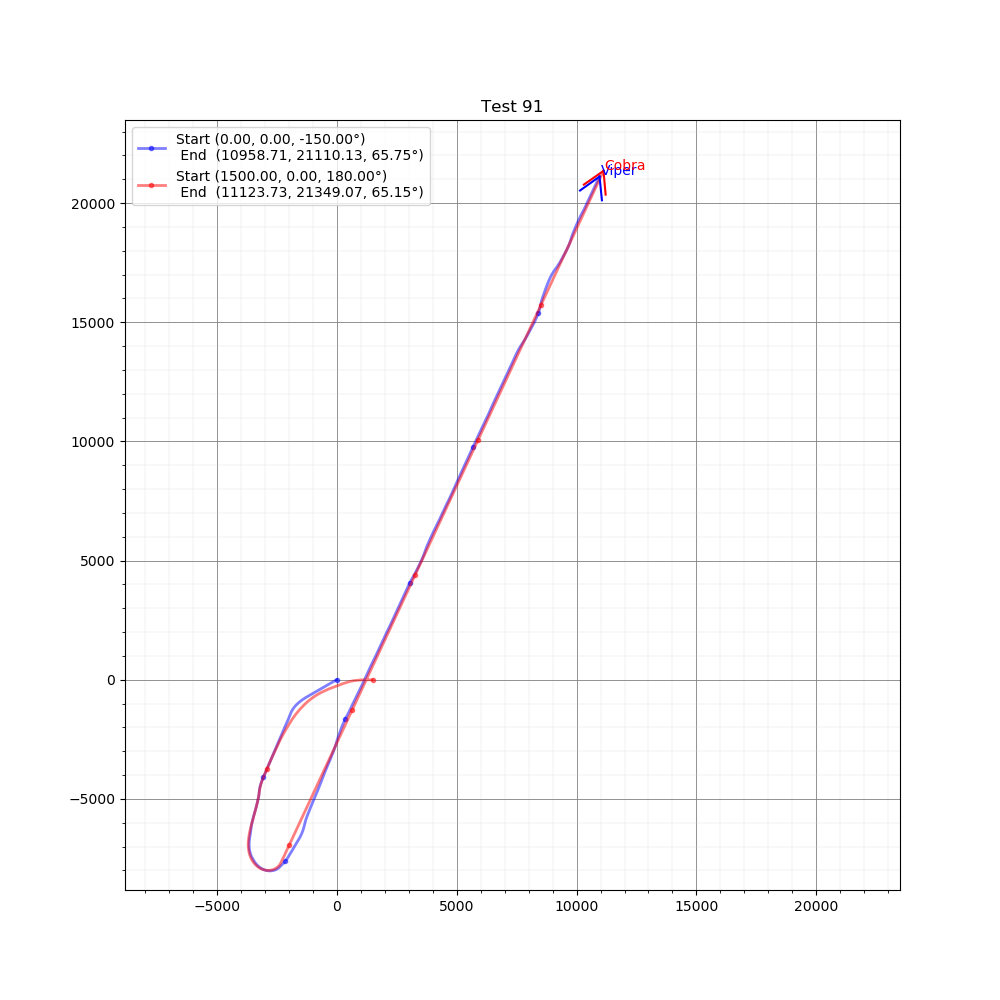 Test 91
Start (0.00, 0.00, -150.00°)
End (10958.71, 21110.13, 65.75°)
Start (1500.00, 0.00, 180.00°)
End (11123.73, 21349.07, 65.15°)
Cobra
Viper
20000
15000
10000
5000
0
−5000
−5000
0
5000
10000
15000
20000